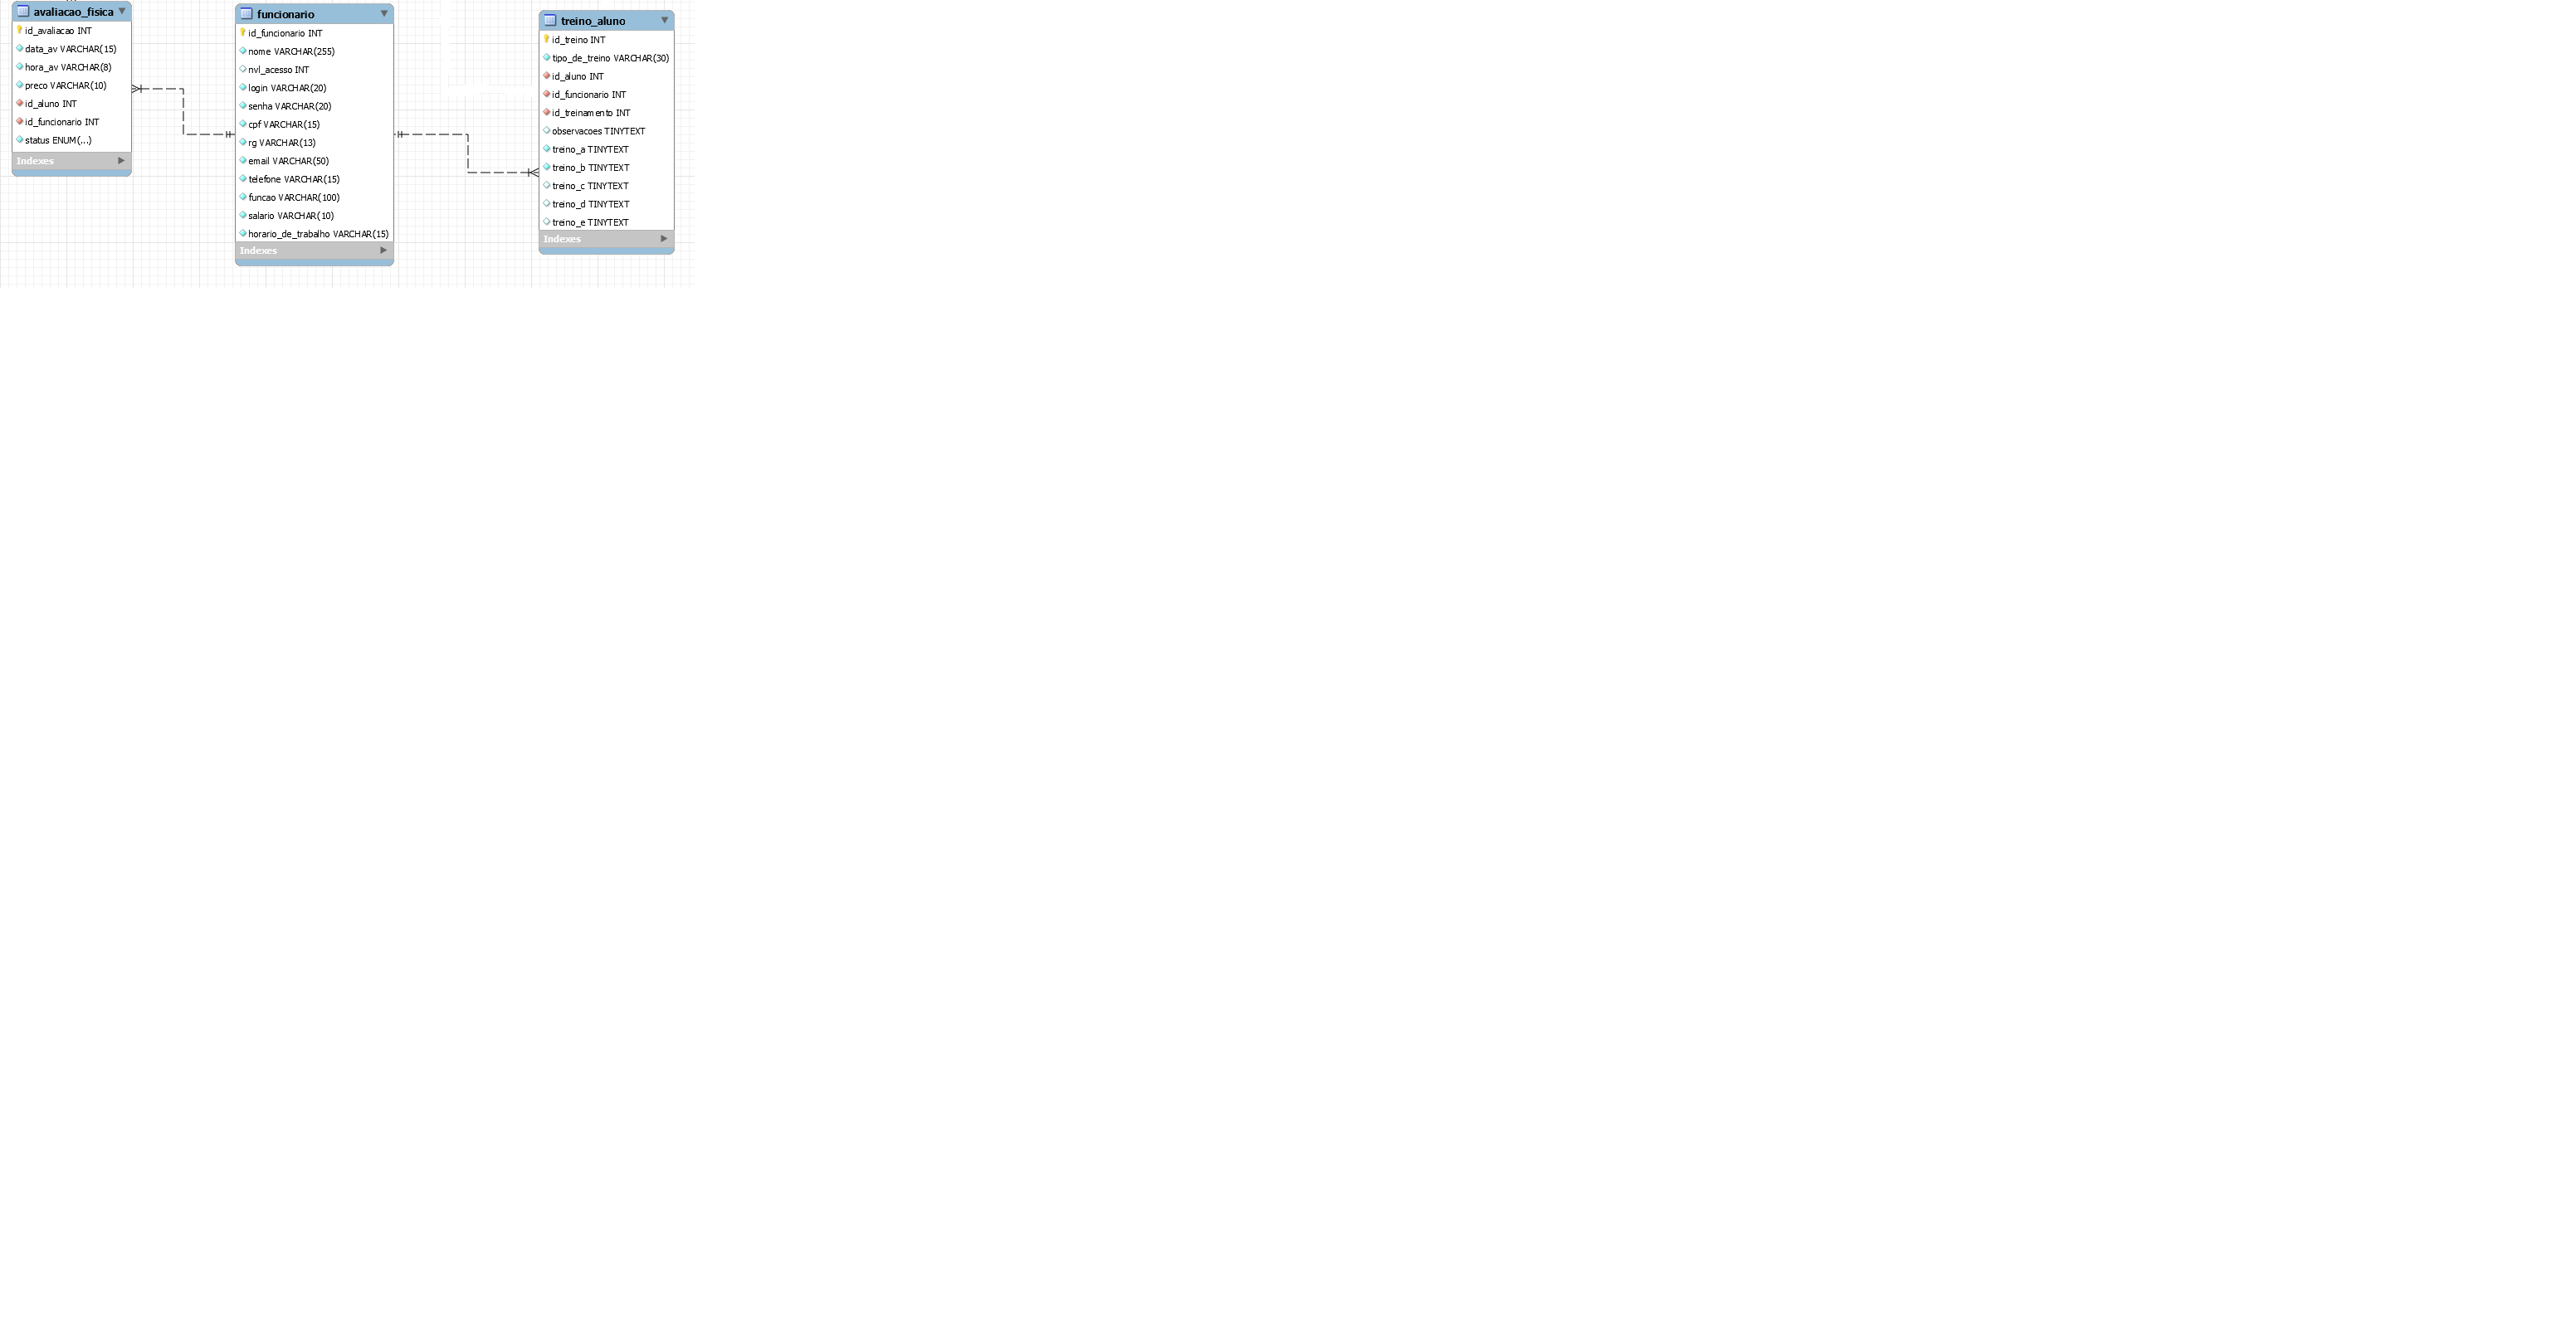 avaliacao_fisica
id_avaliacao INT
data_av VARCHAR(15)
hora_av VARCHAR(8)
preco VARCHAR(10)
id_aluno INT
id_funcionario INT
status ENUM(...)
Indexes
funcionario
id_funcionario INT
nome VARCHAR(255)
nvl_acesso INT
login VARCHAR(20)
senha VARCHAR(20)
cpf VARCHAR(15)
rg VARCHAR(13)
email VARCHAR(50)
telefone VARCHAR(15)
funcao VARCHAR(100)
salario VARCHAR(10)
horario_de_trabalho VARCHAR(15)
Indexes
treino_aluno
id_treino INT
tipo_de_treino VARCHAR(30)
id_aluno INT
id_funcionario INT
id_treinamento INT
observacoes TINYTEXT
treino_a TINYTEXT
treino_b TINYTEXT
treino_c TINYTEXT
treino_d TINYTEXT
treino_e TINYTEXT
Indexes